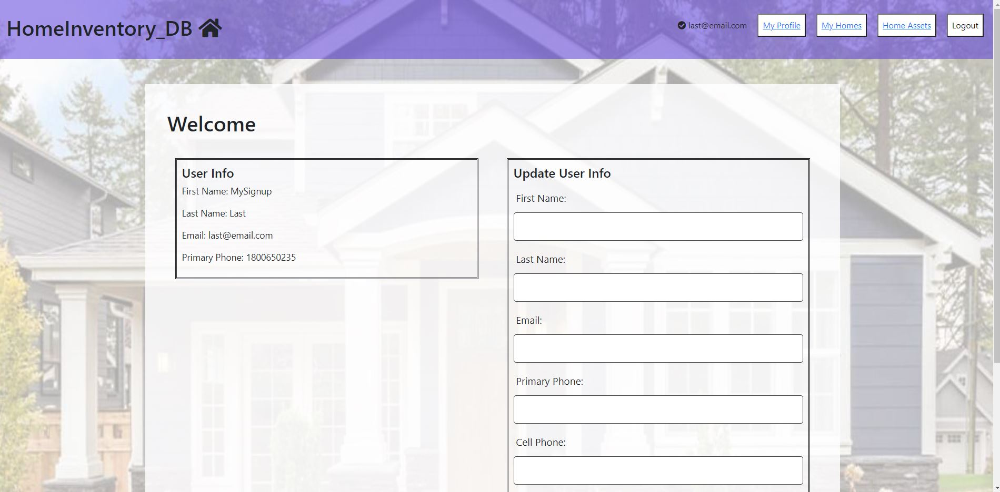 HomeInventory_DB
last@email.com
My Profile
My Homes
Home Assets
Logout
Welcome
User Info
First Name: MySignup
Last Name: Last
Email: last@email.com
Primary Phone: 1800650235
Update User Info
First Name:
Last Name:
Email:
Primary Phone:
Cell Phone: